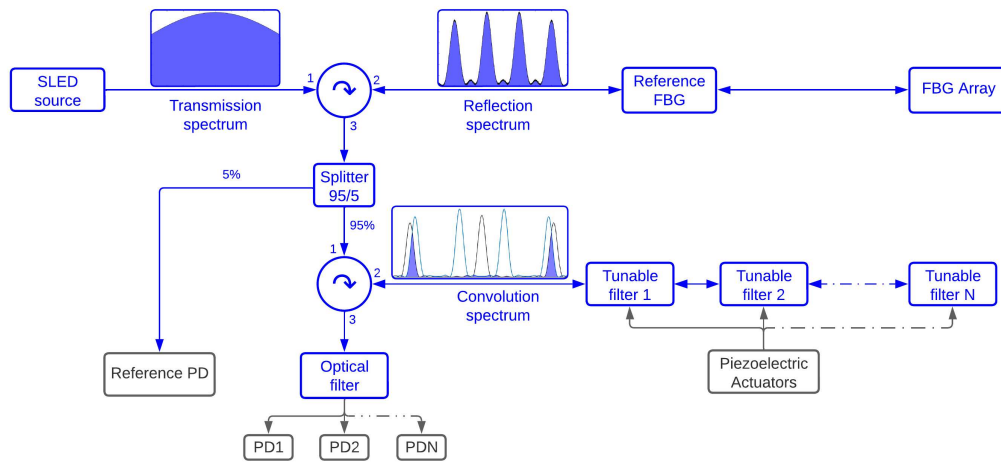 SLED
source
1
2
3
Transmission
spectrum
Reflection
spectrum
Reference
FBG
FBG Array
5%
Splitter
95/5
95%
1
2
3
Convolution
spectrum
Tunable
filter 1
Tunable
filter 2
Tunable
filter N
Reference PD
Optical
filter
Piezoelectric
Actuators
PD1
PD2
PDN